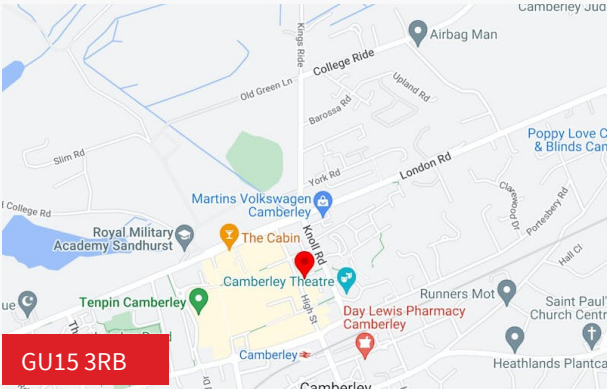 Camberley Jud
Kings Ride
Airbag Man
College Ride
Old Green Ln
Upland Rd
Barossa Rd
Poppy Love C
& Blinds Cam
Slim Rd
London Rd
York Rd
Martins Volkswagen
Camberley
Clarewood Dr
Portesbery Rd
d College Rd
Royal Military
Academy Sandhurst
The Cabin
Knoll Rd
Hall Cl
Camberley Theatre
Runners Mot
ue
Tenpin Camberley
High St
Day Lewis Pharmacy
Camberley
Saint Paul'
Church Centr
GU15 3RB
Camberley
Heathlands Plantca
Camberley